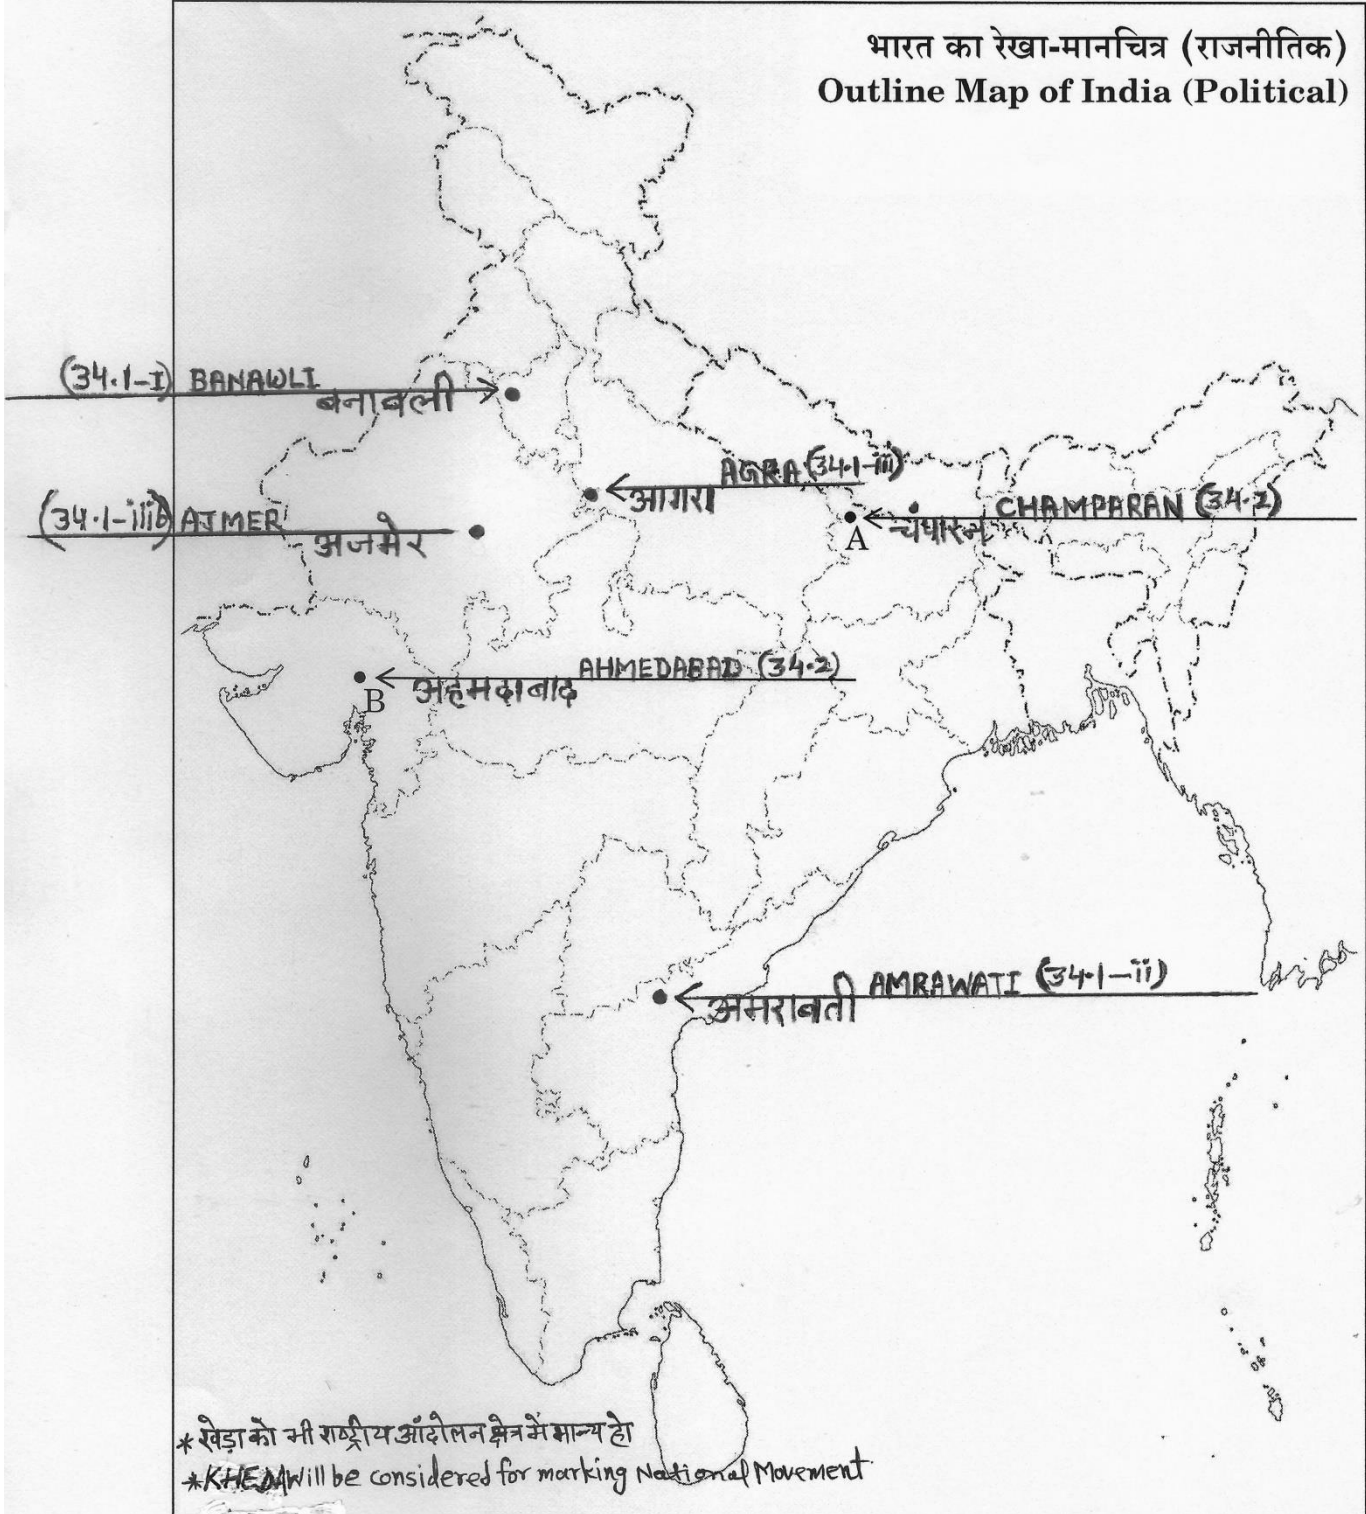 भारत का रेखा-मानचित्र (राजनीतिक)
Outline Map of India (Political)
(34.1-I) BANAWLI
बनावली
AGRA (34.1-iii)
आगरा
(34.1-iiib) AJMER
अजमेर
CHAMPARAN (34.2)
चंपारन
A
AHMEDABAD (34.2)
अहमदाबाद
B
AMRAWATI (34.1-ii)
अमरावती
* खेड़ा को भी राष्ट्रीय आंदोलन क्षेत्र में मान्य हो
* KHEDA Will be considered for marking National Movement